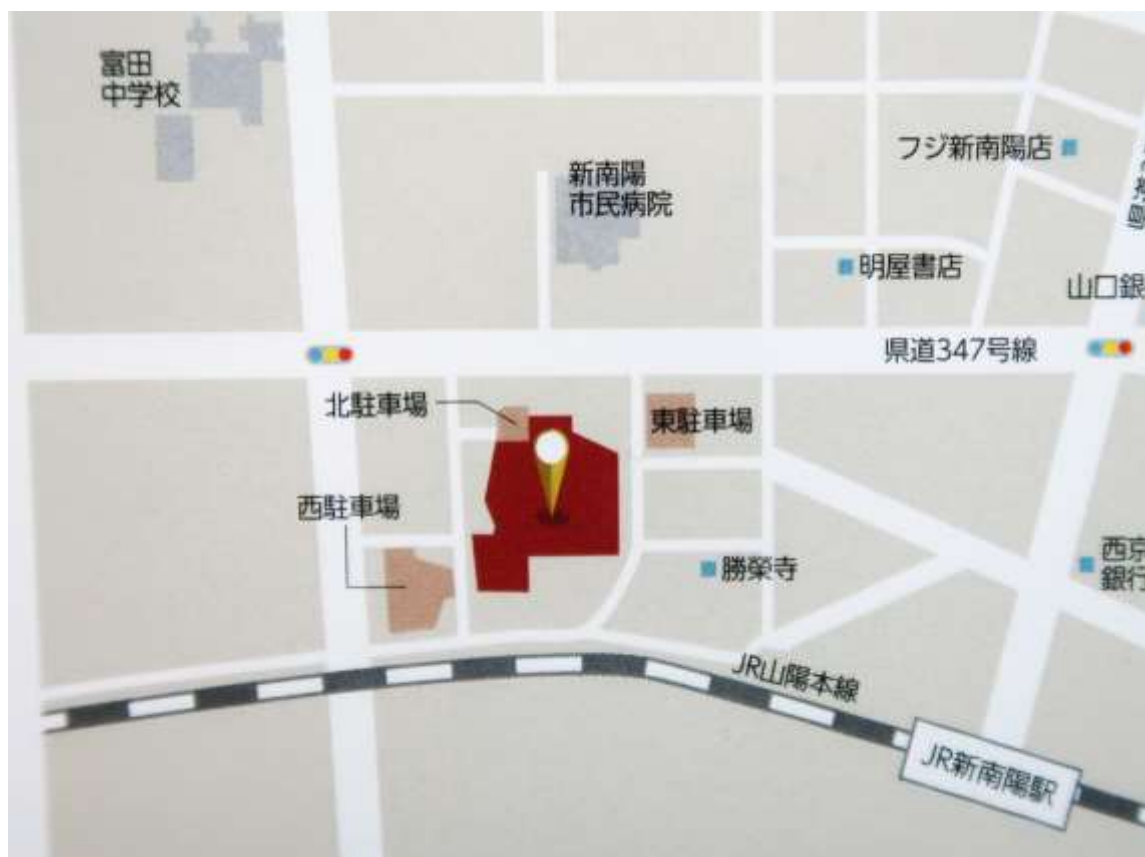 富田
中学校
新南陽
市民病院
フジ新南陽店
明屋書店
山口銀
県道347号線
北駐車場
東駐車場
西駐車場
勝榮寺
西京
銀行
JR山陽本線
JR新南陽駅